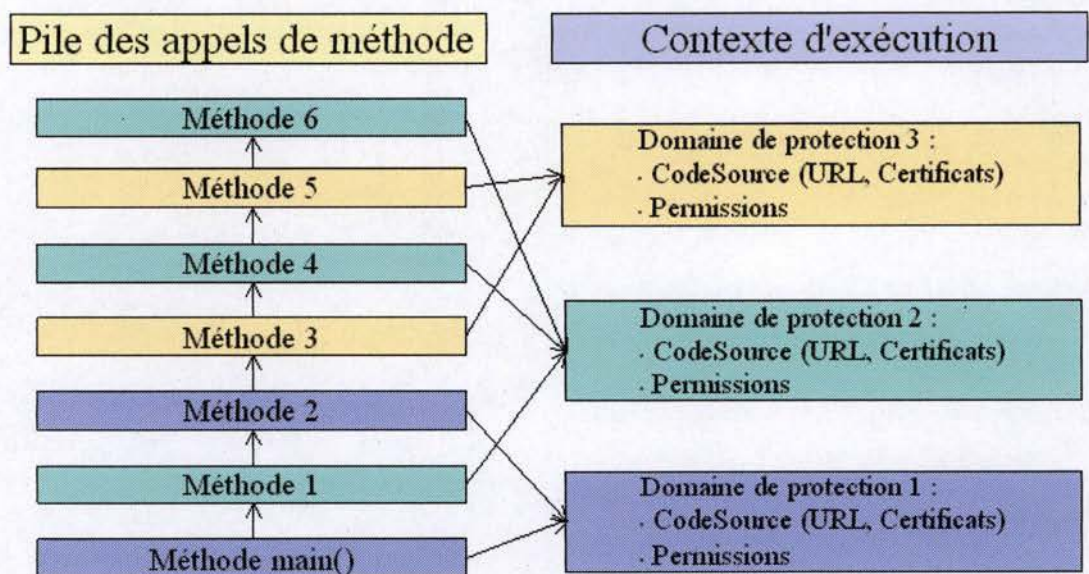 Pile des appels de méthode
Méthode 6
Méthode 5
Méthode 4
Méthode 3
Méthode 2
Méthode 1
Méthode main()
Contexte d'exécution
Domaine de protection 3 :
· CodeSource (URL, Certificats)
· Permissions
Domaine de protection 2 :
· CodeSource (URL, Certificats)
· Permissions
Domaine de protection 1 :
· CodeSource (URL, Certificats)
· Permissions